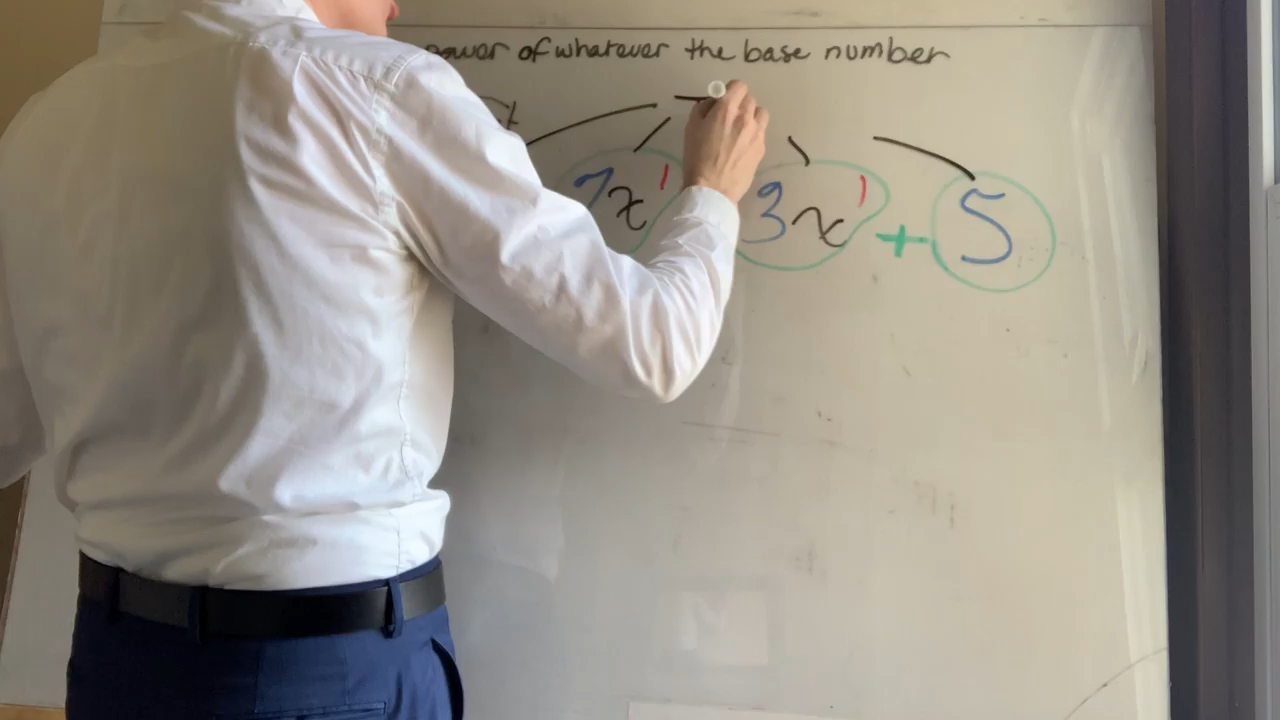 power of whatever the base number
7x¹ 3x¹ + 5